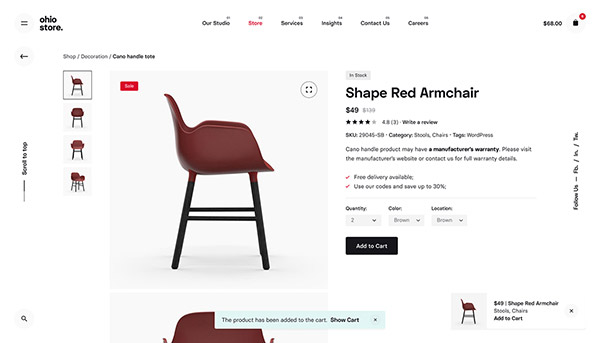 ohio
store.
01
Our Studio
02
Store
03
Services
04
Insights
05
Contact Us
06
Careers
$68.00
Shop / Decoration / Cano handle tote
Sale
In Stock
Shape Red Armchair
$49 $139
4.8 (3) · Write a review
SKU: 29045-SB · Category: Stools, Chairs · Tags: WordPress
Cano handle product may have a manufacturer's warranty. Please visit
the manufacturer's website or contact us for full warranty details.
Free delivery available;
Use our codes and save up to 30%;
Quantity: Color: Location:
2 Brown Brown
Add to Cart
Scroll to top
Follow Us — Fb. / In. / Tw.
The product has been added to the cart. Show Cart ×
$49 | Shape Red Armchair
Stools, Chairs
Add to Cart
×